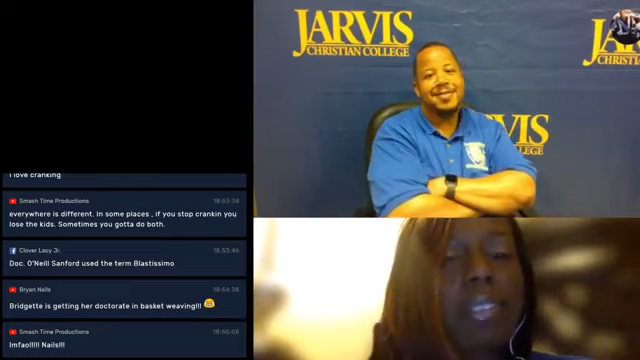 JARVIS
CHRISTIAN COLLEGE
I love cranking
Smash Time Productions 18:53:38
everywhere is different. In some places , if you stop crankin you
lose the kids. Sometimes you gotta do both.
Clover Lacy Jr. 18:53:46
Doc. O'Neill Sanford used the term Blastissimo
Bryan Nalls 18:54:38
Bridgette is getting her doctorate in basket weaving!!!
Smash Time Productions 18:55:08
lmfao!!!!! Nalls!!!
JA
CHRISTIA
VIS
COLLEGE